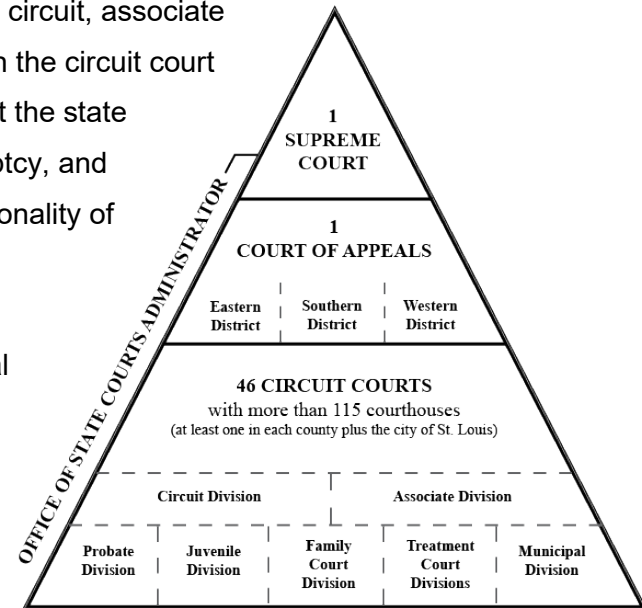 circuit, associate
the circuit court
the state
and
of
OFFICE OF STATE COURTS ADMINISTRATOR
1
SUPREME
COURT
1
COURT OF APPEALS
Eastern
District
Southern
District
Western
District
46 CIRCUIT COURTS
with more than 115 courthouses
(at least one in each county plus the city of St. Louis)
Circuit Division
Associate Division
Probate
Division
Juvenile
Division
Family
Court
Division
Treatment
Court
Divisions
Municipal
Division